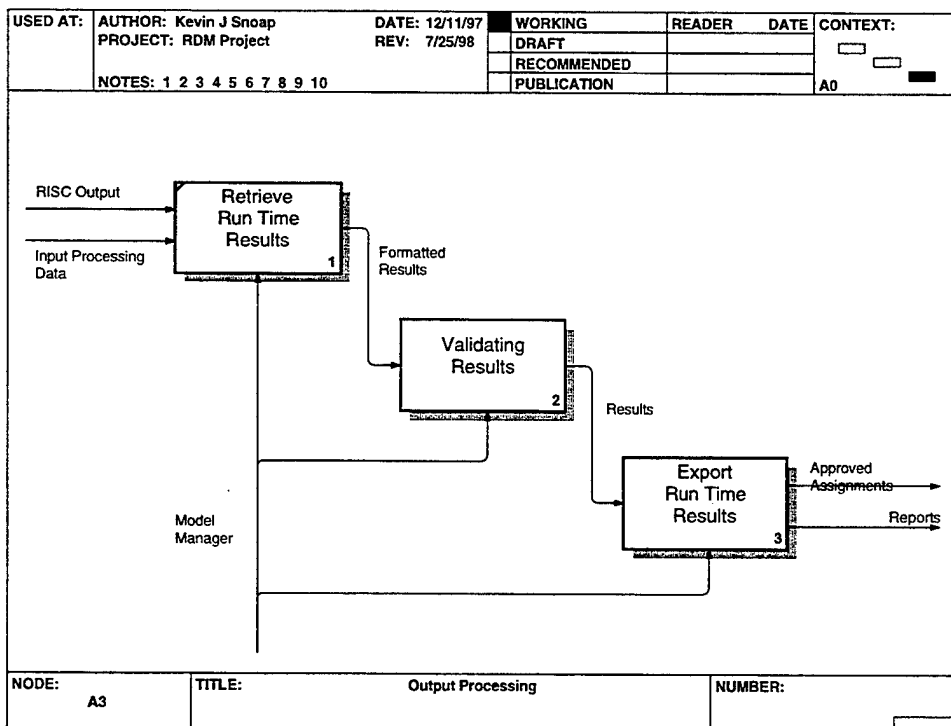 USED AT:
AUTHOR: Kevin J Snoap
DATE: 12/11/97
WORKING
READER
DATE
CONTEXT:
PROJECT: RDM Project
REV: 7/25/98
DRAFT
RECOMMENDED
NOTES: 1 2 3 4 5 6 7 8 9 10
PUBLICATION
A0
RISC Output
Input Processing
Data
Retrieve
Run Time
Results
1
Formatted
Results
Validating
Results
2
Results
Export
Run Time
Results
3
Approved
Assignments
Reports
Model
Manager
NODE:
A3
TITLE:
Output Processing
NUMBER: